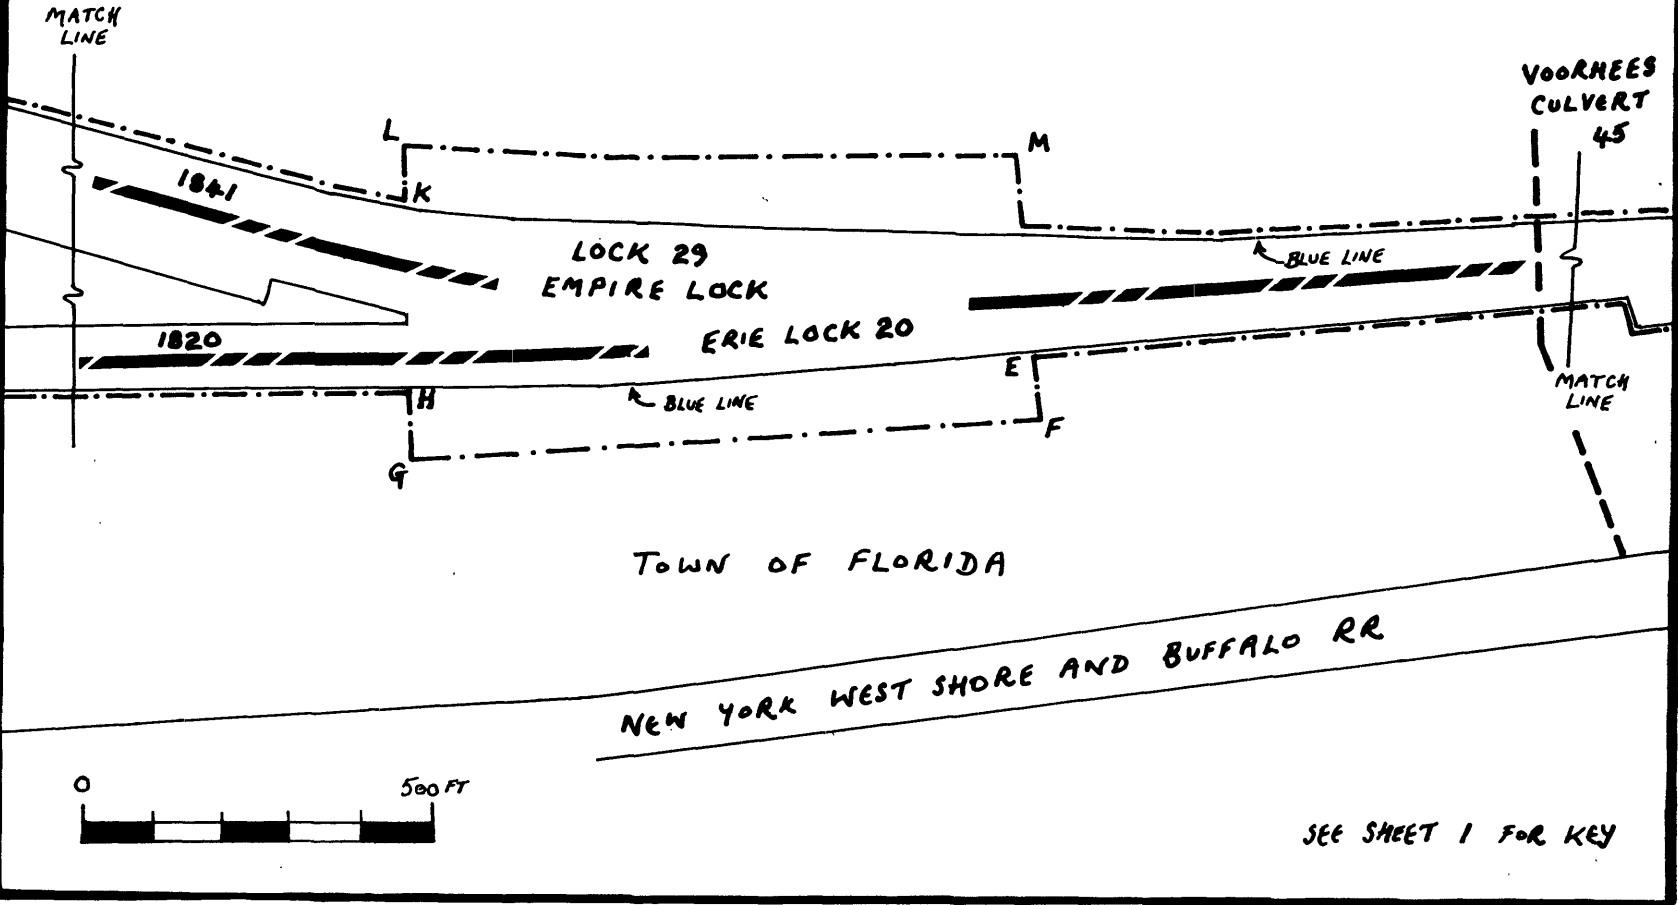 MATCH
LINE
VOORHEES
CULVERT
45
L
M
K
1841
LOCK 29
EMPIRE LOCK
BLUE LINE
1820
ERIE LOCK 20
E
MATCH
LINE
H
BLUE LINE
F
G
TOWN OF FLORIDA
NEW YORK WEST SHORE AND BUFFALO RR
0
500 FT
SEE SHEET 1 FOR KEY